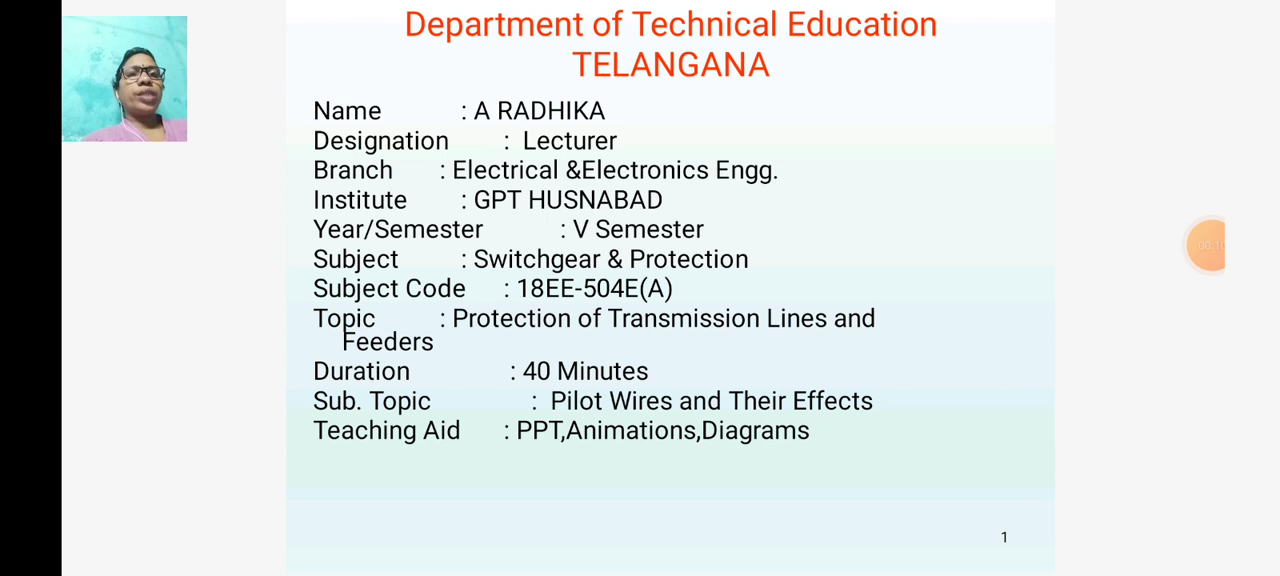 Department of Technical Education
TELANGANA
Name : A RADHIKA
Designation : Lecturer
Branch : Electrical &Electronics Engg.
Institute : GPT HUSNABAD
Year/Semester : V Semester
Subject : Switchgear & Protection
Subject Code : 18EE-504E(A)
Topic : Protection of Transmission Lines and
Feeders
Duration : 40 Minutes
Sub. Topic : Pilot Wires and Their Effects
Teaching Aid : PPT,Animations,Diagrams
1